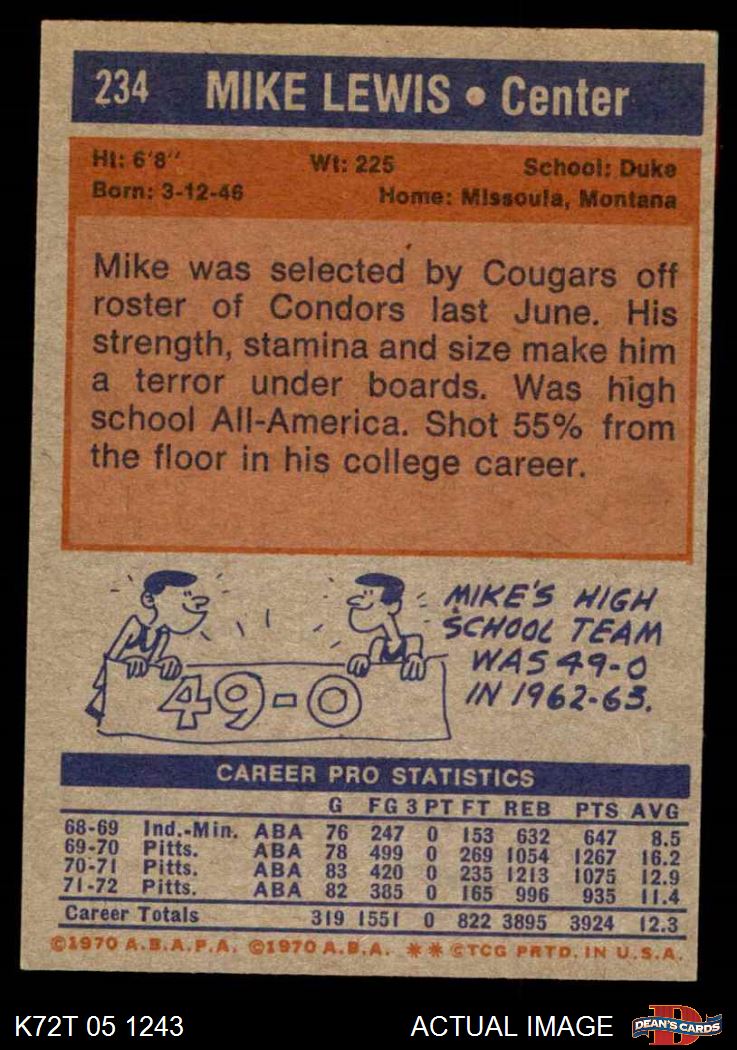 234 MIKE LEWIS • Center
Ht: 6'8" Wt: 225 School: Duke
Born: 3-12-46 Home: Missoula, Montana
Mike was selected by Cougars off
roster of Condors last June. His
strength, stamina and size make him
a terror under boards. Was high
school All-America. Shot 55% from
the floor in his college career.
49-0
MIKE'S HIGH
SCHOOL TEAM
WAS 49-0
IN 1962-63.
CAREER PRO STATISTICS
G FG 3 PT FT REB PTS AVG
68-69 Ind.-Min. ABA 76 247 0 153 632 647 8.5
69-70 Pitts. ABA 78 499 0 269 1054 1267 16.2
70-71 Pitts. ABA 83 420 0 235 1213 1075 12.9
71-72 Pitts. ABA 82 385 0 165 996 935 11.4
Career Totals 319 1551 0 822 3895 3924 12.3
©1970 A.B.A.P.A. ©1970 A.B.A. ** ©TCG PRTD. IN U.S.A.
K72T 05 1243 ACTUAL IMAGE DEAN'S CARDS